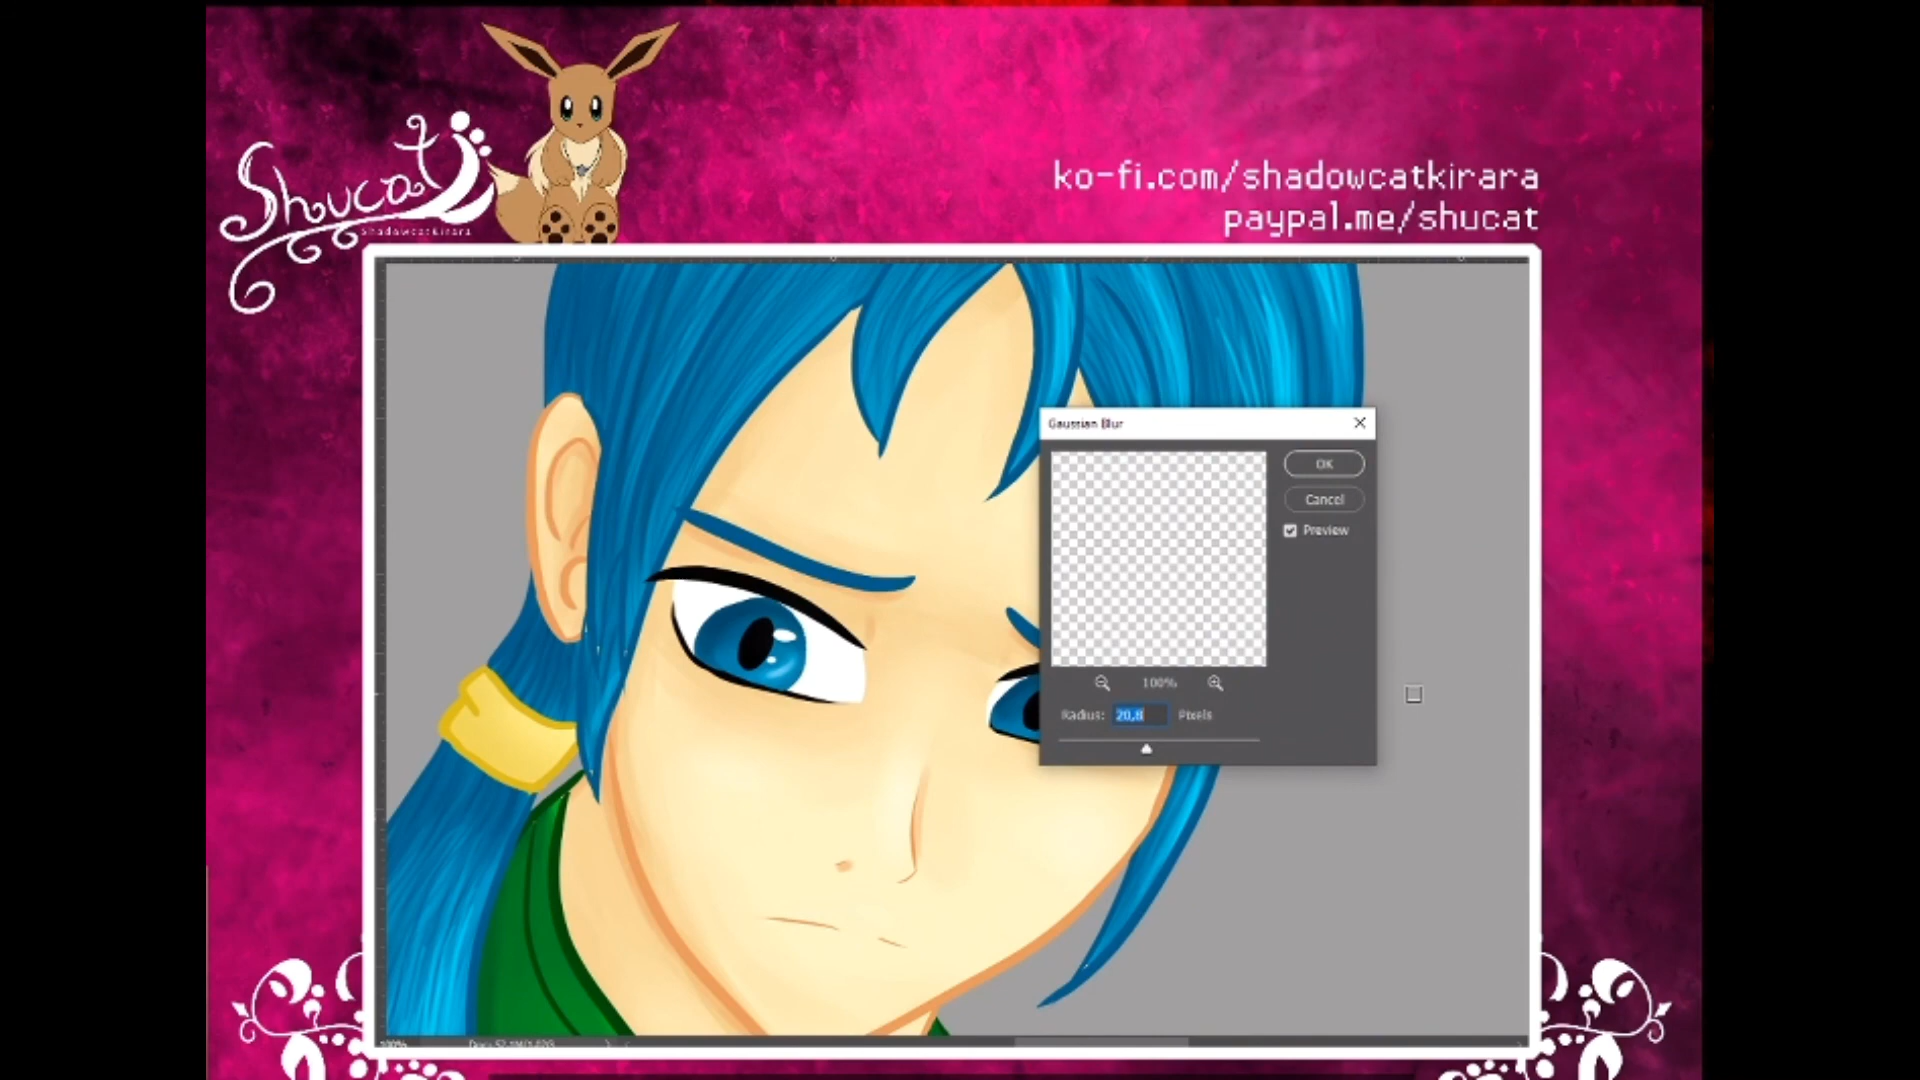 Shucat
shadowcatkirara
ko-fi.com/shadowcatkirara
paypal.me/shucat
Gaussian Blur
OK
Cancel
Preview
100%
Radius: 20,8 Pixels
100%